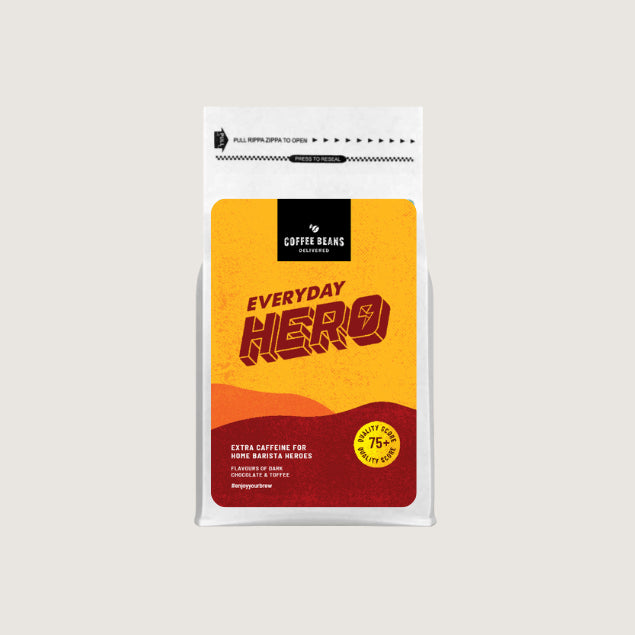 PULL
PULL RIPPA ZIPPA TO OPEN
PRESS TO RESEAL
COFFEE BEANS
DELIVERED
EVERYDAY
HERO
QUALITY SCORE
75+
QUALITY SCORE
EXTRA CAFFEINE FOR
HOME BARISTA HEROES
FLAVOURS OF DARK
CHOCOLATE & TOFFEE
#enjoyyourbrew